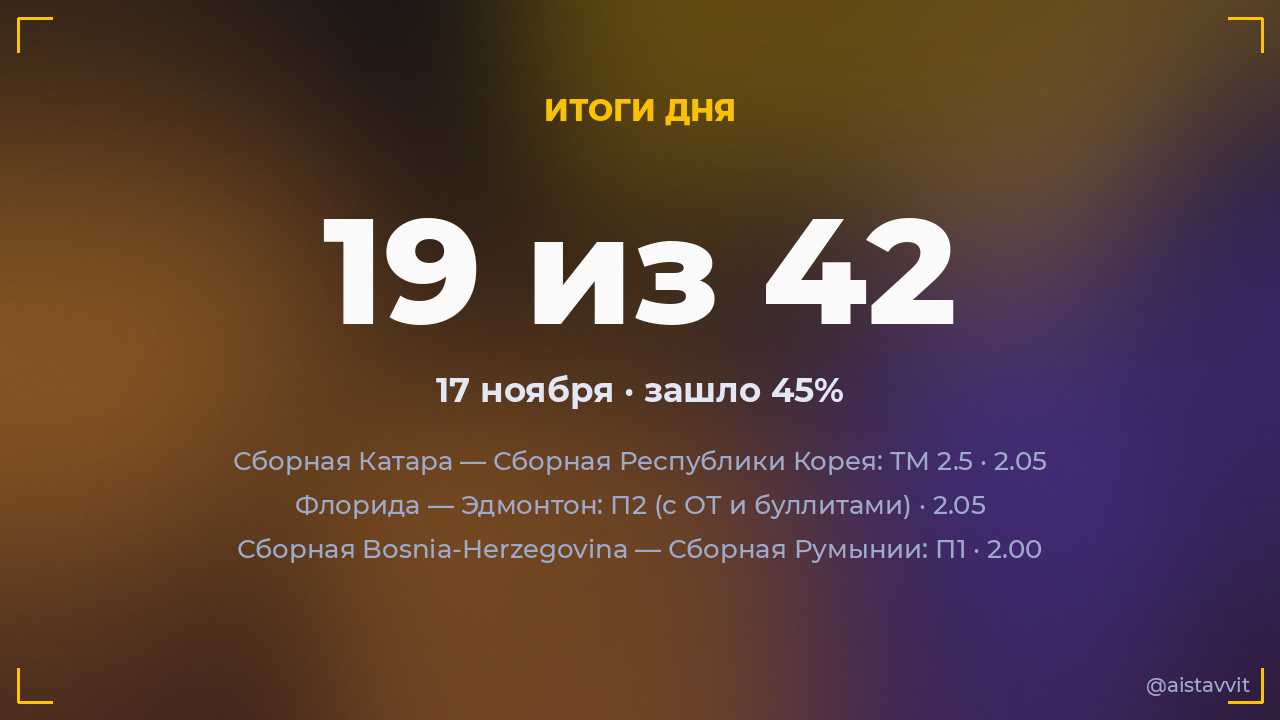 ИТОГИ ДНЯ
19 из 42
17 ноября · зашло 45%
Сборная Катара — Сборная Республики Корея: ТМ 2.5 · 2.05
Флорида — Эдмонтон: П2 (с ОТ и буллитами) · 2.05
Сборная Bosnia-Herzegovina — Сборная Румынии: П1 · 2.00
@aistavvit